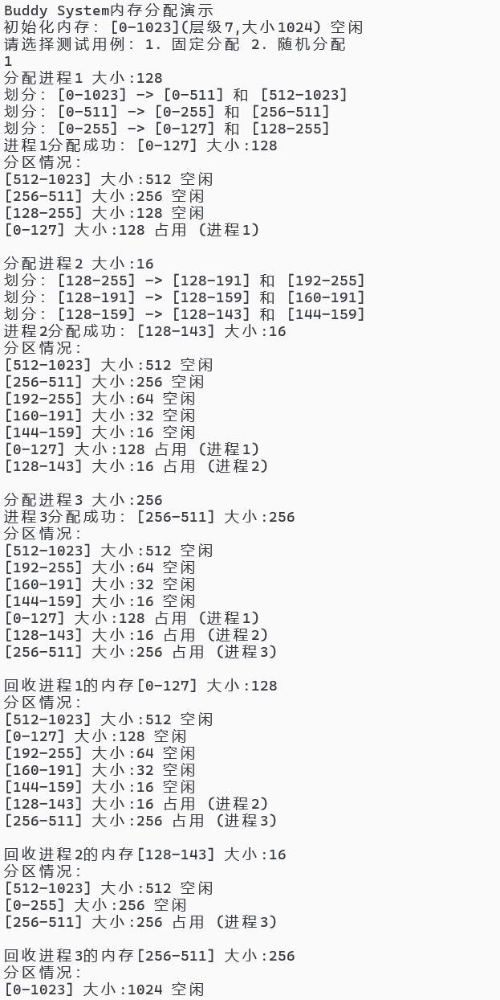 Buddy System内存分配演示
初始化内存: [0-1023](层级7,大小1024) 空闲
请选择测试用例: 1. 固定分配 2. 随机分配
1
分配进程1 大小:128
划分: [0-1023] -> [0-511] 和 [512-1023]
划分: [0-511] -> [0-255] 和 [256-511]
划分: [0-255] -> [0-127] 和 [128-255]
进程1分配成功: [0-127] 大小:128
分区情况:
[512-1023] 大小:512 空闲
[256-511] 大小:256 空闲
[128-255] 大小:128 空闲
[0-127] 大小:128 占用 (进程1)

分配进程2 大小:16
划分: [128-255] -> [128-191] 和 [192-255]
划分: [128-191] -> [128-159] 和 [160-191]
划分: [128-159] -> [128-143] 和 [144-159]
进程2分配成功: [128-143] 大小:16
分区情况:
[512-1023] 大小:512 空闲
[256-511] 大小:256 空闲
[192-255] 大小:64 空闲
[160-191] 大小:32 空闲
[144-159] 大小:16 空闲
[0-127] 大小:128 占用 (进程1)
[128-143] 大小:16 占用 (进程2)

分配进程3 大小:256
进程3分配成功: [256-511] 大小:256
分区情况:
[512-1023] 大小:512 空闲
[192-255] 大小:64 空闲
[160-191] 大小:32 空闲
[144-159] 大小:16 空闲
[0-127] 大小:128 占用 (进程1)
[128-143] 大小:16 占用 (进程2)
[256-511] 大小:256 占用 (进程3)

回收进程1的内存[0-127] 大小:128
分区情况:
[512-1023] 大小:512 空闲
[0-127] 大小:128 空闲
[192-255] 大小:64 空闲
[160-191] 大小:32 空闲
[144-159] 大小:16 空闲
[128-143] 大小:16 占用 (进程2)
[256-511] 大小:256 占用 (进程3)

回收进程2的内存[128-143] 大小:16
分区情况:
[512-1023] 大小:512 空闲
[0-255] 大小:256 空闲
[256-511] 大小:256 占用 (进程3)

回收进程3的内存[256-511] 大小:256
分区情况:
[0-1023] 大小:1024 空闲